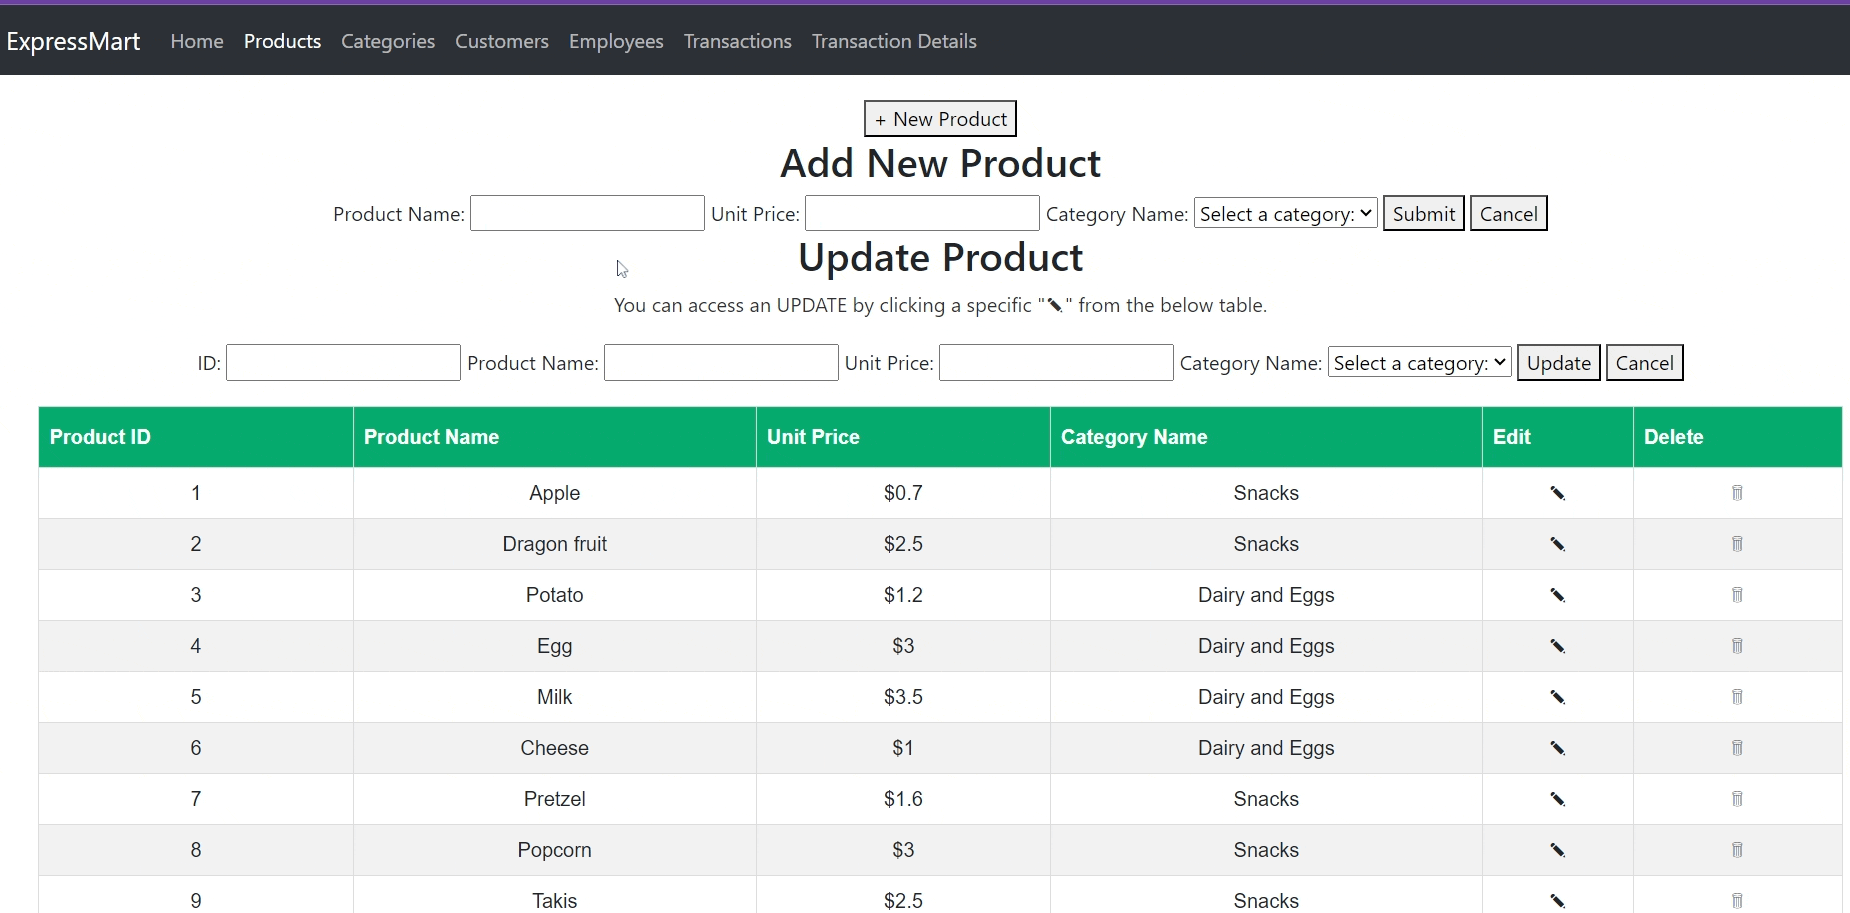 ExpressMart Home Products Categories Customers Employees Transactions Transaction Details
+ New Product
Add New Product
Product Name: Unit Price: Category Name: Select a category: Submit Cancel
Update Product
You can access an UPDATE by clicking a specific "✎" from the below table.
ID: Product Name: Unit Price: Category Name: Select a category: Update Cancel
Product ID Product Name Unit Price Category Name Edit Delete
1 Apple $0.7 Snacks
2 Dragon fruit $2.5 Snacks
3 Potato $1.2 Dairy and Eggs
4 Egg $3 Dairy and Eggs
5 Milk $3.5 Dairy and Eggs
6 Cheese $1 Dairy and Eggs
7 Pretzel $1.6 Snacks
8 Popcorn $3 Snacks
9 Takis $2.5 Snacks